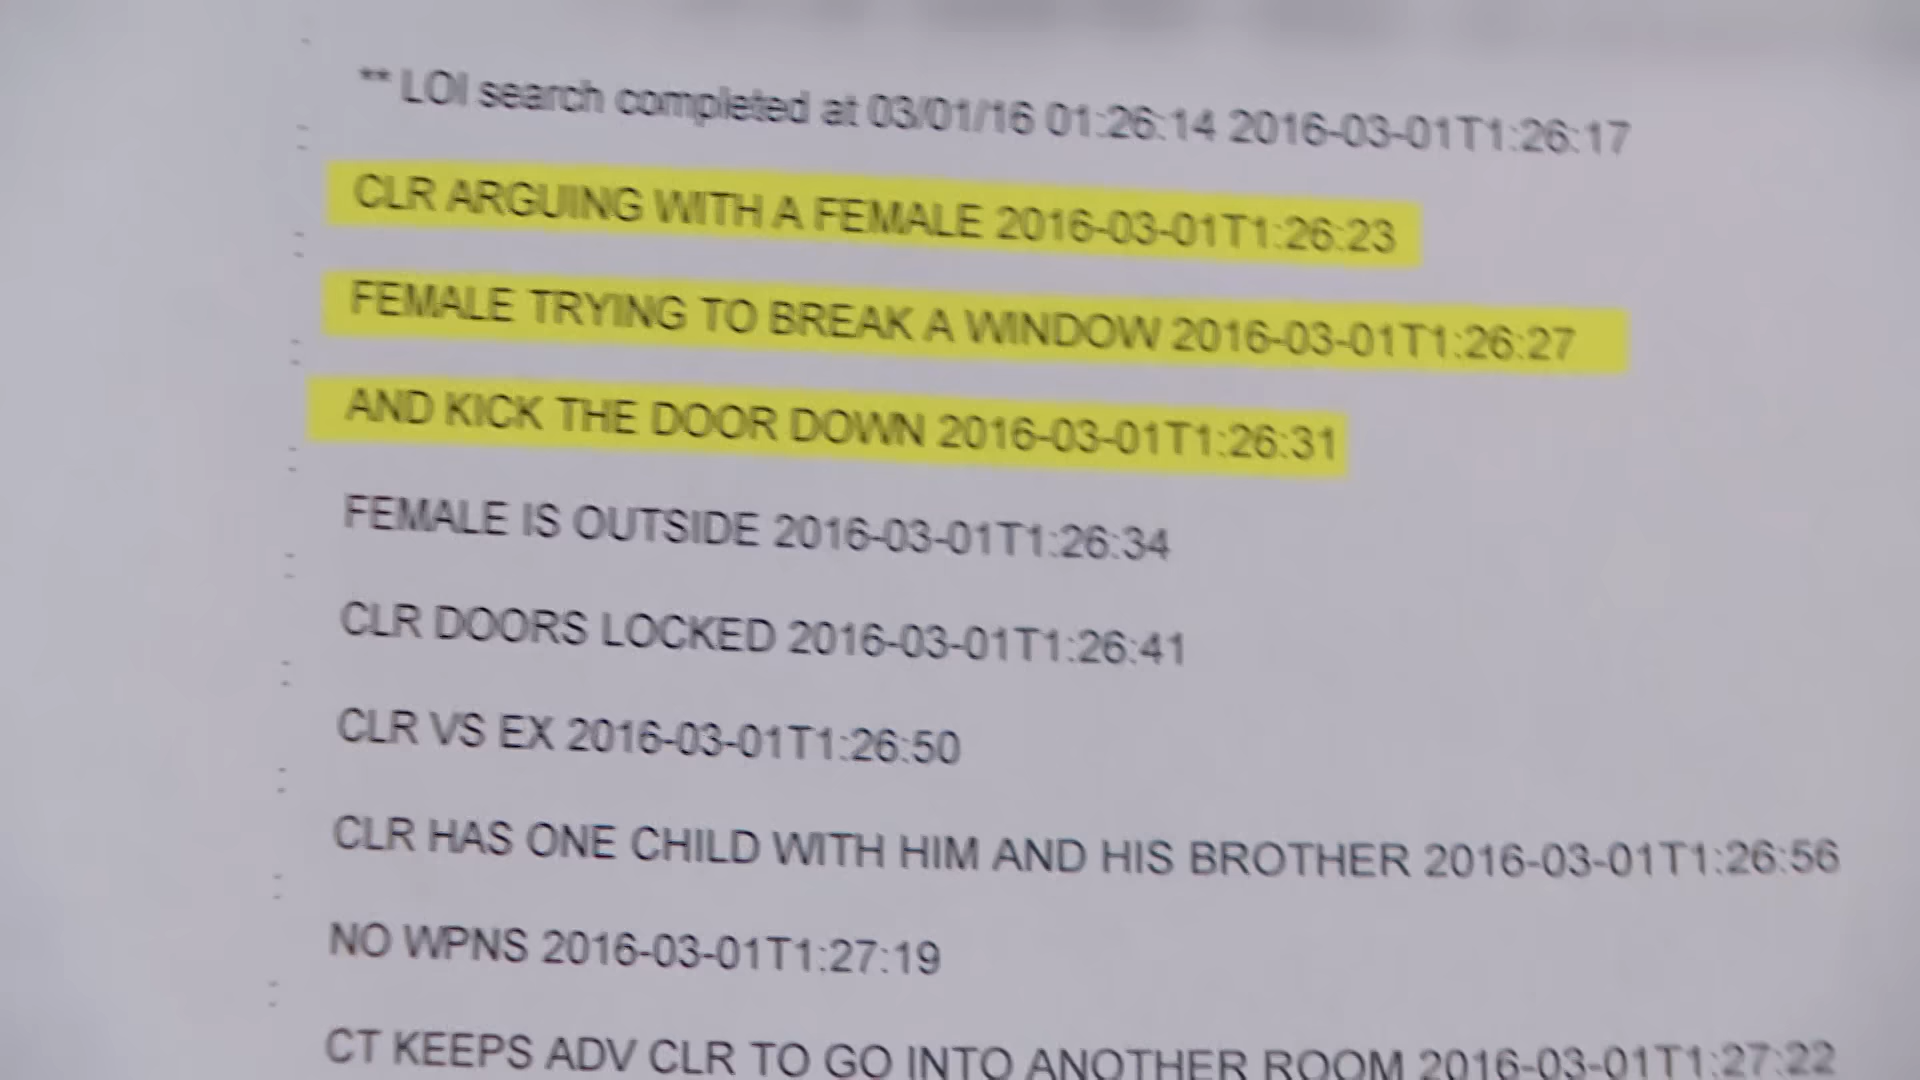 ** LOI search completed at 03/01/16 01:26:14 2016-03-01T1:26:17
CLR ARGUING WITH A FEMALE 2016-03-01T1:26:23
FEMALE TRYING TO BREAK A WINDOW 2016-03-01T1:26:27
AND KICK THE DOOR DOWN 2016-03-01T1:26:31
FEMALE IS OUTSIDE 2016-03-01T1:26:34
CLR DOORS LOCKED 2016-03-01T1:26:41
CLR VS EX 2016-03-01T1:26:50
CLR HAS ONE CHILD WITH HIM AND HIS BROTHER 2016-03-01T1:26:56
NO WPNS 2016-03-01T1:27:19
CT KEEPS ADV CLR TO GO INTO ANOTHER ROOM 2016-03-01T1:27:22